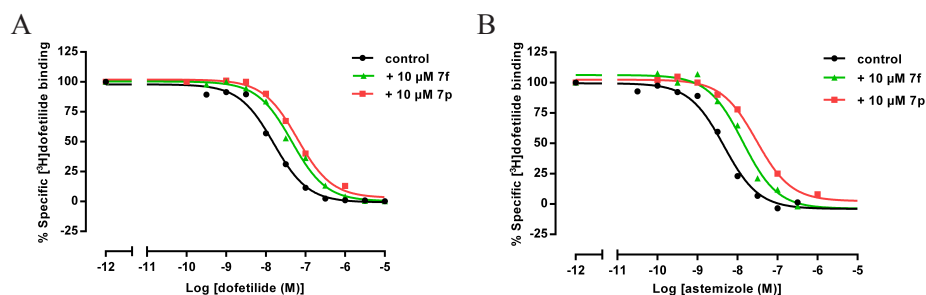 A
% Specific [³H]dofetilide binding
125
100
75
50
25
0
-25
-12
-11
-10
-9
-8
-7
-6
-5
Log [dofetilide (M)]
control
+ 10 µM 7f
+ 10 µM 7p
B
% Specific [³H]dofetilide binding
125
100
75
50
25
0
-25
-12
-11
-10
-9
-8
-7
-6
-5
Log [astemizole (M)]
control
+ 10 µM 7f
+ 10 µM 7p